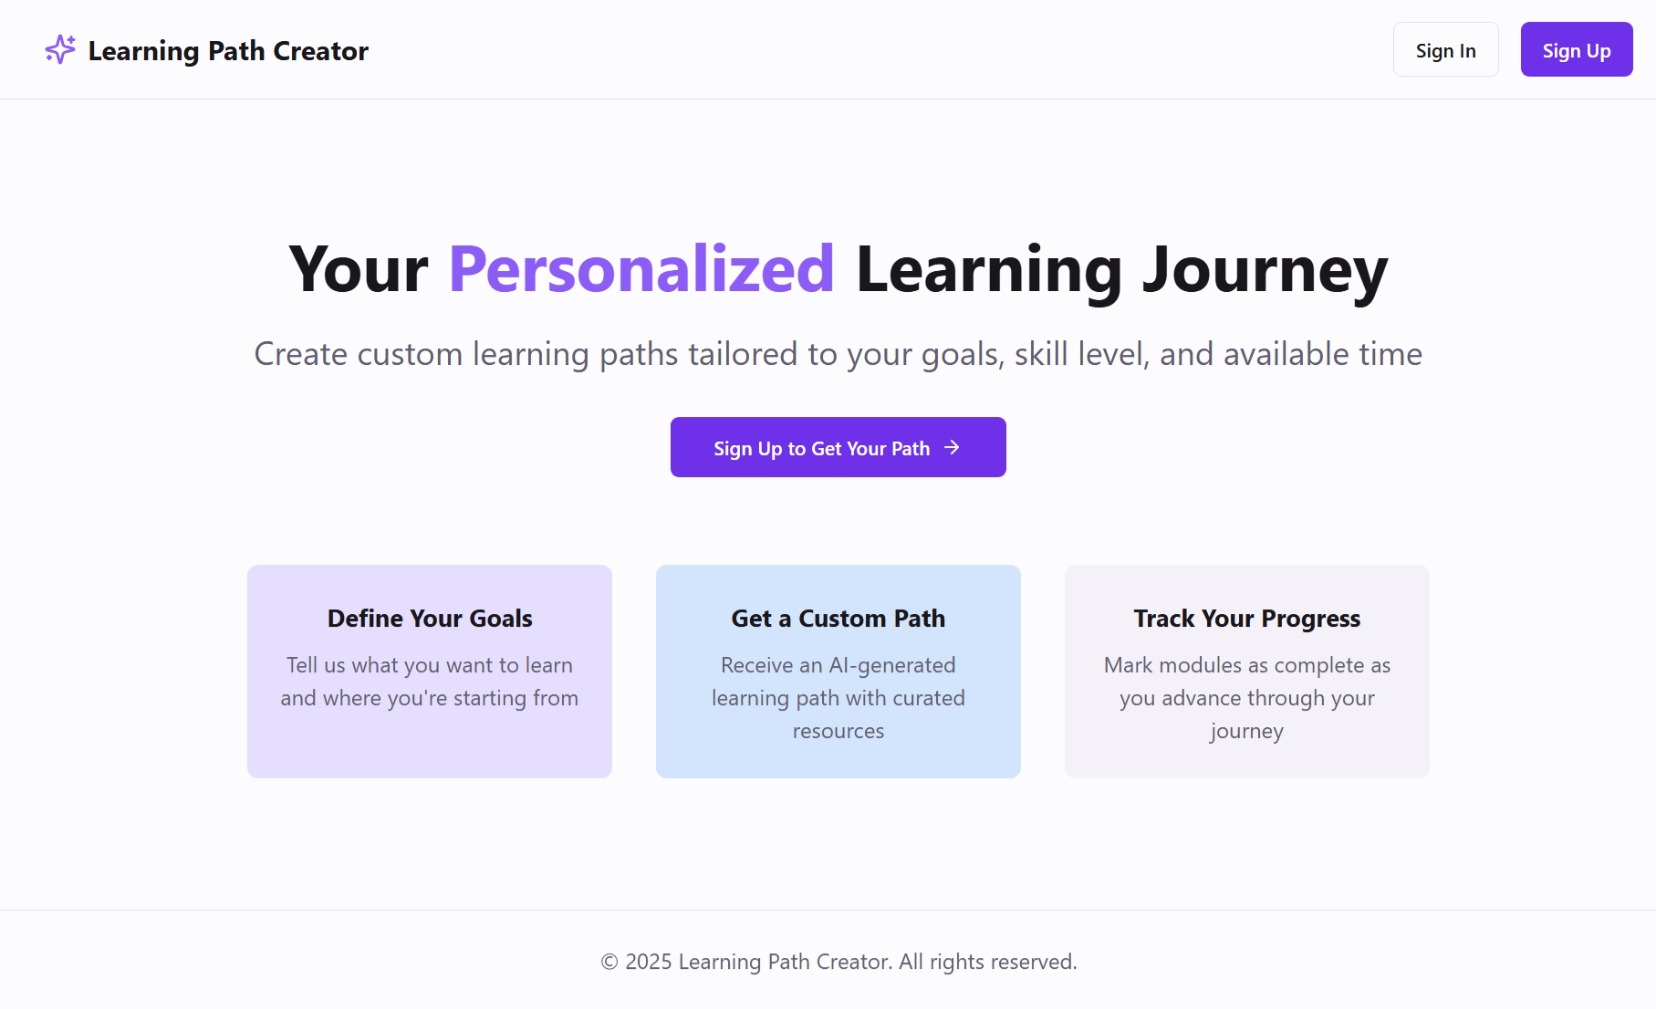 Learning Path Creator
Sign In
Sign Up
Your Personalized Learning Journey
Create custom learning paths tailored to your goals, skill level, and available time
Sign Up to Get Your Path →
Define Your Goals
Tell us what you want to learn
and where you're starting from
Get a Custom Path
Receive an AI-generated
learning path with curated
resources
Track Your Progress
Mark modules as complete as
you advance through your
journey
© 2025 Learning Path Creator. All rights reserved.